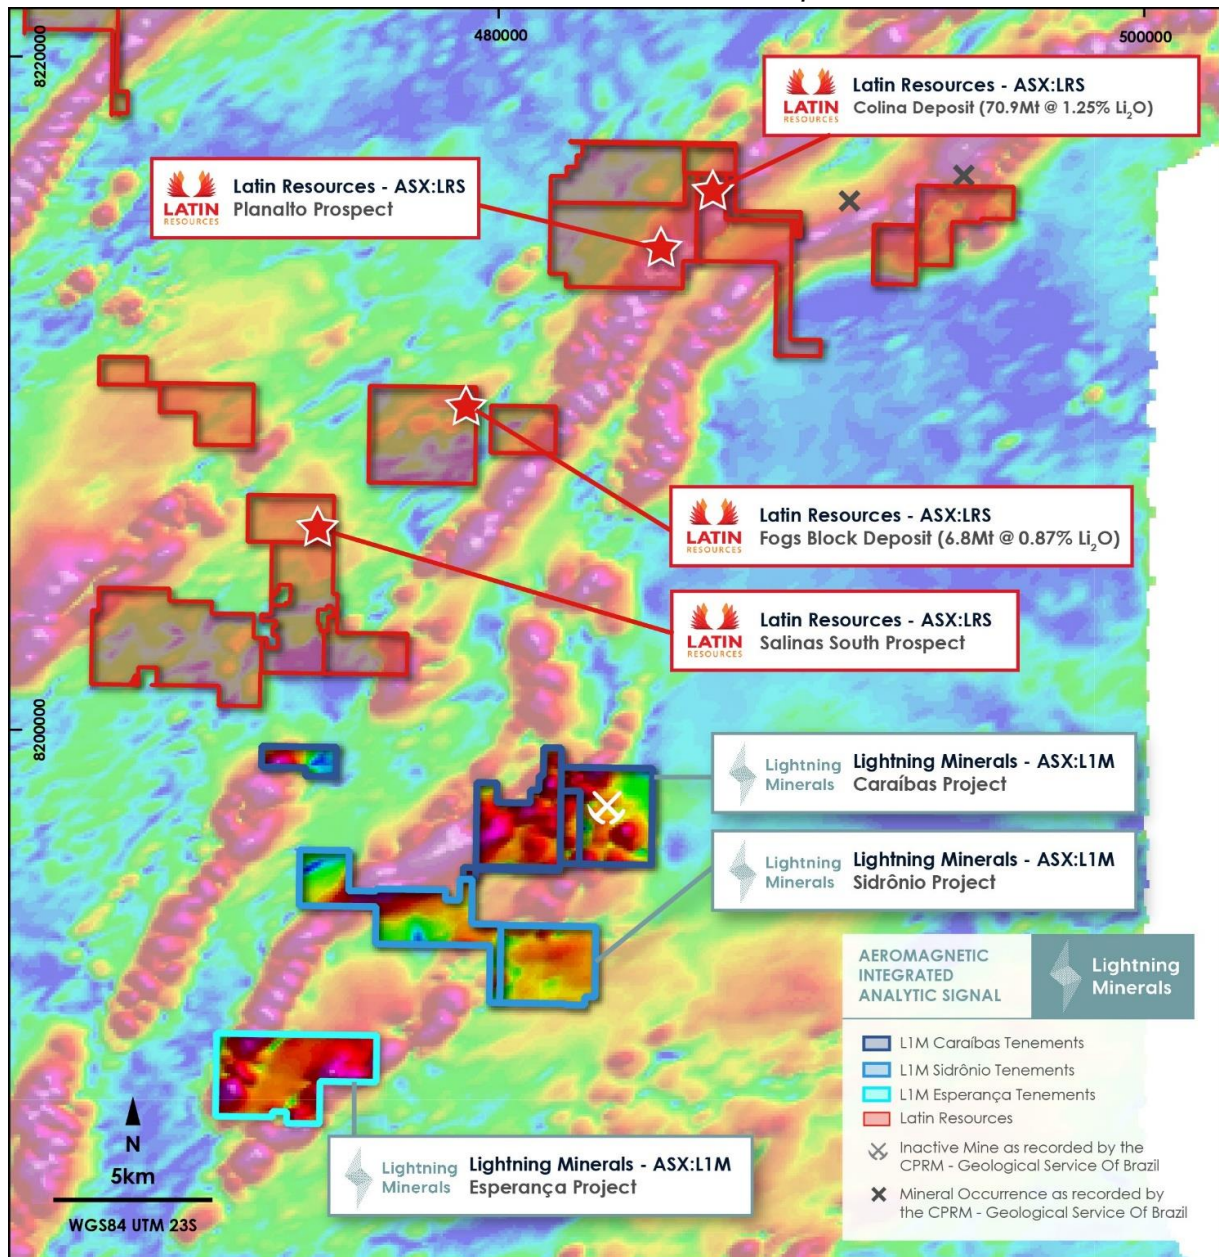 480000
500000
8220000
LATIN
RESOURCES
Latin Resources - ASX:LRS
Colina Deposit (70.9Mt @ 1.25% Li₂O)
LATIN
RESOURCES
Latin Resources - ASX:LRS
Planalto Prospect
LATIN
RESOURCES
Latin Resources - ASX:LRS
Fogs Block Deposit (6.8Mt @ 0.87% Li₂O)
LATIN
RESOURCES
Latin Resources - ASX:LRS
Salinas South Prospect
8200000
Lightning
Minerals
Lightning Minerals - ASX:L1M
Caraíbas Project
Lightning
Minerals
Lightning Minerals - ASX:L1M
Sidrônio Project
AEROMAGNETIC
INTEGRATED
ANALYTIC SIGNAL
Lightning
Minerals
L1M Caraíbas Tenements
L1M Sidrônio Tenements
L1M Esperança Tenements
Latin Resources
Inactive Mine as recorded by the
CPRM - Geological Service Of Brazil
Mineral Occurrence as recorded by
the CPRM - Geological Service Of Brazil
Lightning
Minerals
Lightning Minerals - ASX:L1M
Esperança Project
N
5km
WGS84 UTM 23S